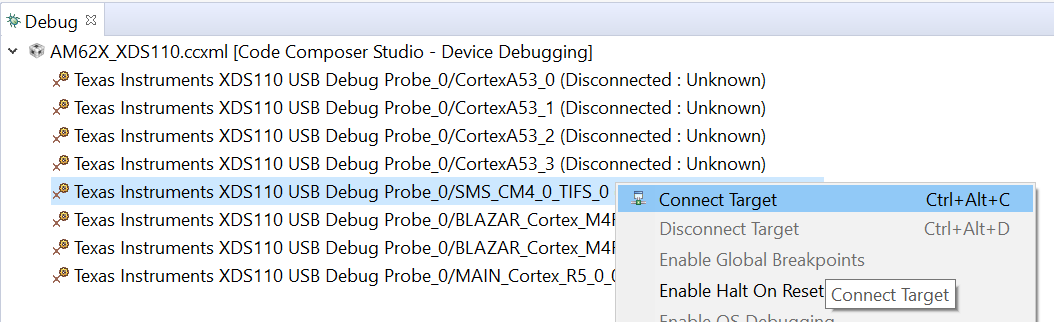 Debug
AM62X_XDS110.ccxml [Code Composer Studio - Device Debugging]
Texas Instruments XDS110 USB Debug Probe_0/CortexA53_0 (Disconnected : Unknown)
Texas Instruments XDS110 USB Debug Probe_0/CortexA53_1 (Disconnected : Unknown)
Texas Instruments XDS110 USB Debug Probe_0/CortexA53_2 (Disconnected : Unknown)
Texas Instruments XDS110 USB Debug Probe_0/CortexA53_3 (Disconnected : Unknown)
Texas Instruments XDS110 USB Debug Probe_0/SMS_CM4_0_TIFS_0
Texas Instruments XDS110 USB Debug Probe_0/BLAZAR_Cortex_M4F
Texas Instruments XDS110 USB Debug Probe_0/BLAZAR_Cortex_M4F
Texas Instruments XDS110 USB Debug Probe_0/MAIN_Cortex_R5_0_0
Connect Target Ctrl+Alt+C
Disconnect Target Ctrl+Alt+D
Enable Global Breakpoints
Enable Halt On Reset
Connect Target
Enable OS Debugging